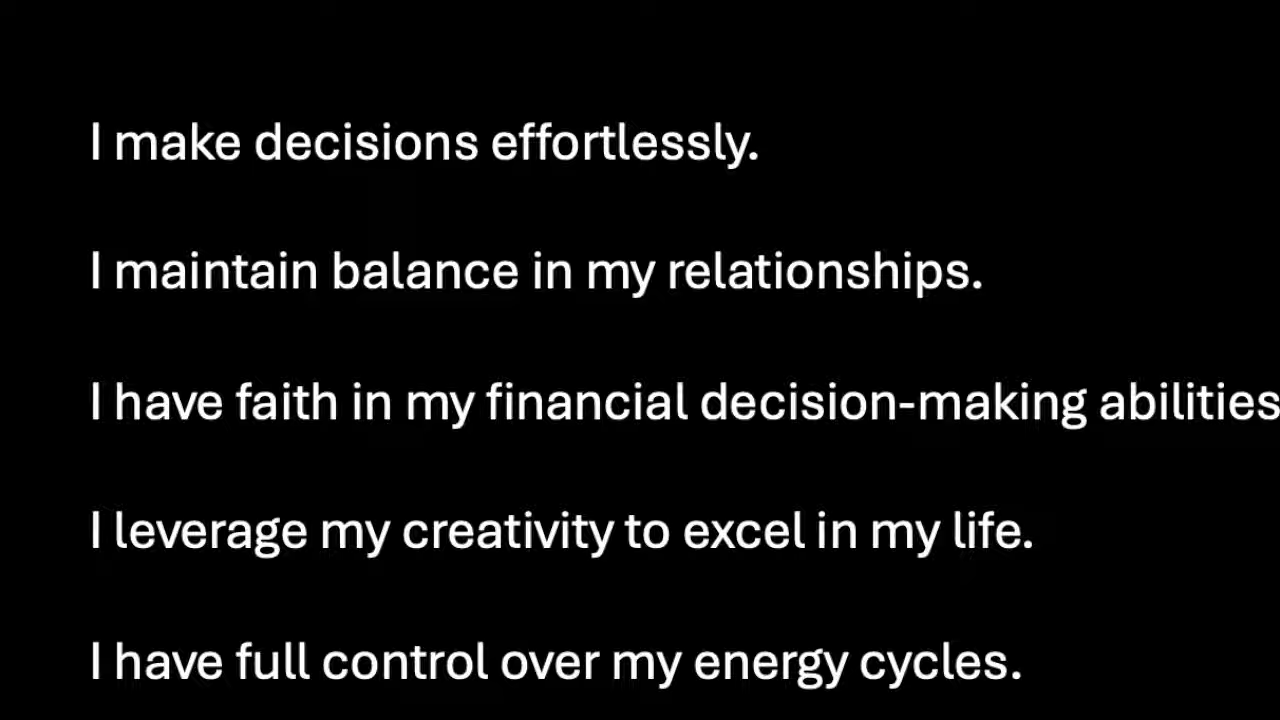 I make decisions effortlessly.
I maintain balance in my relationships.
I have faith in my financial decision-making abilities
I leverage my creativity to excel in my life.
I have full control over my energy cycles.